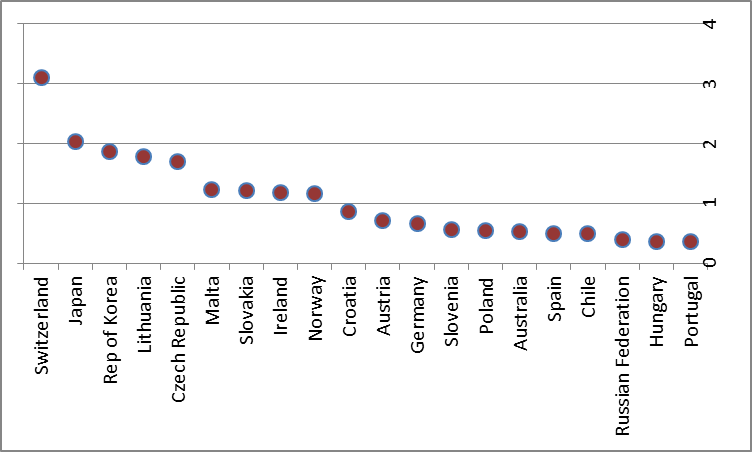 4
3
2
1
0
Switzerland
Japan
Rep of Korea
Lithuania
Czech Republic
Malta
Slovakia
Ireland
Norway
Croatia
Austria
Germany
Slovenia
Poland
Australia
Spain
Chile
Russian Federation
Hungary
Portugal